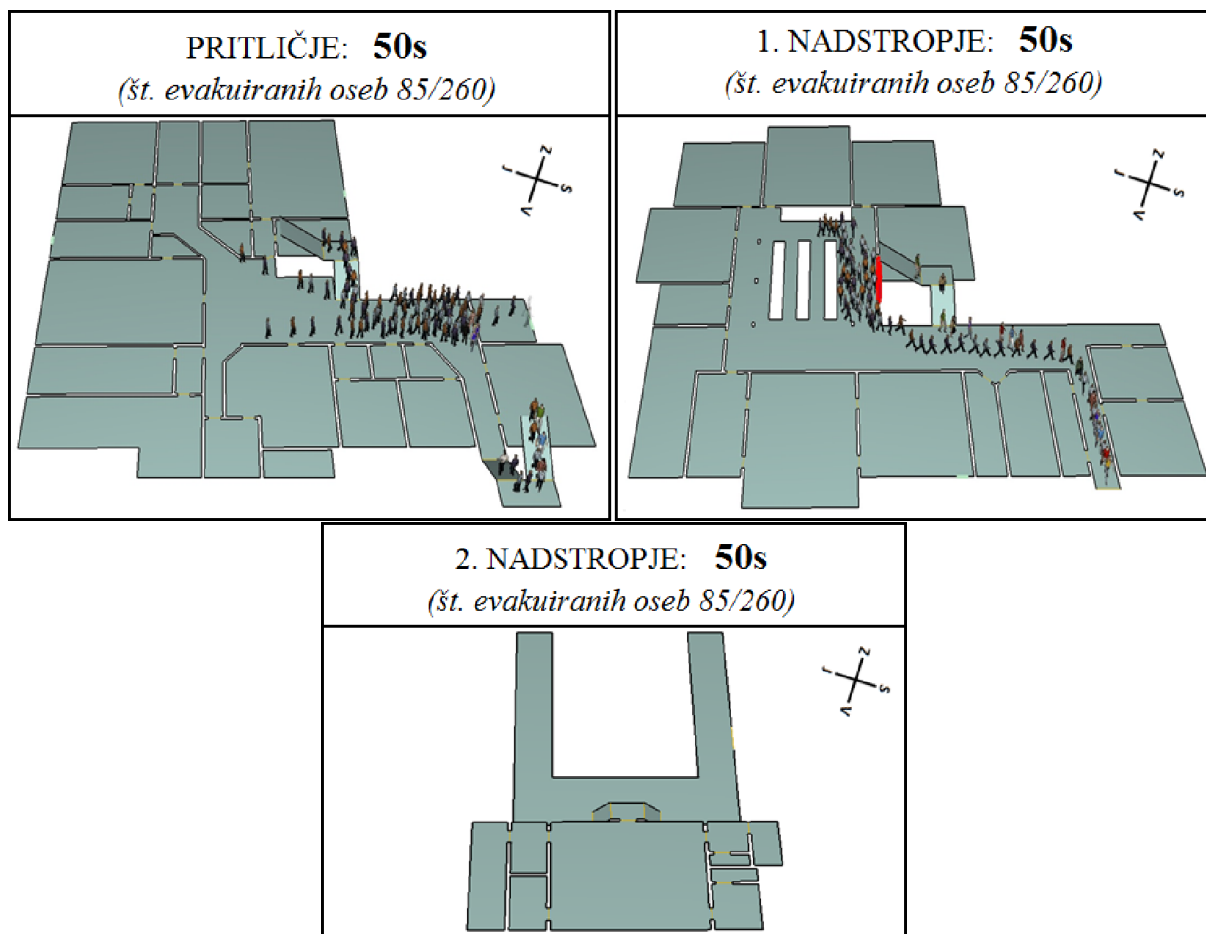 PRITLIČJE: 50s
(št. evakuiranih oseb 85/260)
Z
S
J
V
1. NADSTROPJE: 50s
(št. evakuiranih oseb 85/260)
Z
S
J
V
2. NADSTROPJE: 50s
(št. evakuiranih oseb 85/260)
Z
S
J
V